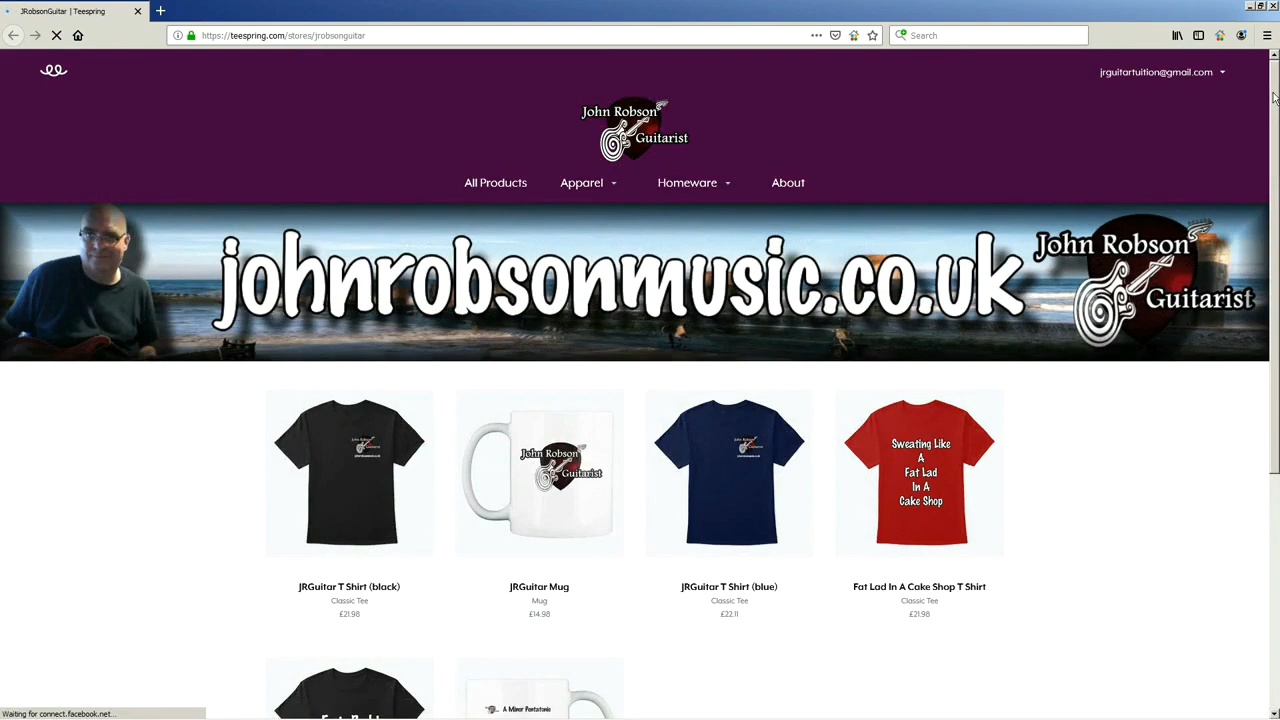 JRobsonGuitar | Teespring
https://teespring.com/stores/jrobsonguitar
Search
jrguitartuition@gmail.com
John Robson
Guitarist
All Products
Apparel
Homeware
About
johnrobsonmusic.co.uk
John Robson
Guitarist
John Robson
Guitarist
Sweating Like
A
Fat Lad
In A
Cake Shop
JRGuitar T Shirt (black)
Classic Tee
£21.98
JRGuitar Mug
Mug
£14.98
JRGuitar T Shirt (blue)
Classic Tee
£22.11
Fat Lad In A Cake Shop T Shirt
Classic Tee
£21.98
A Minor Pentatonic
Waiting for connect.facebook.net...